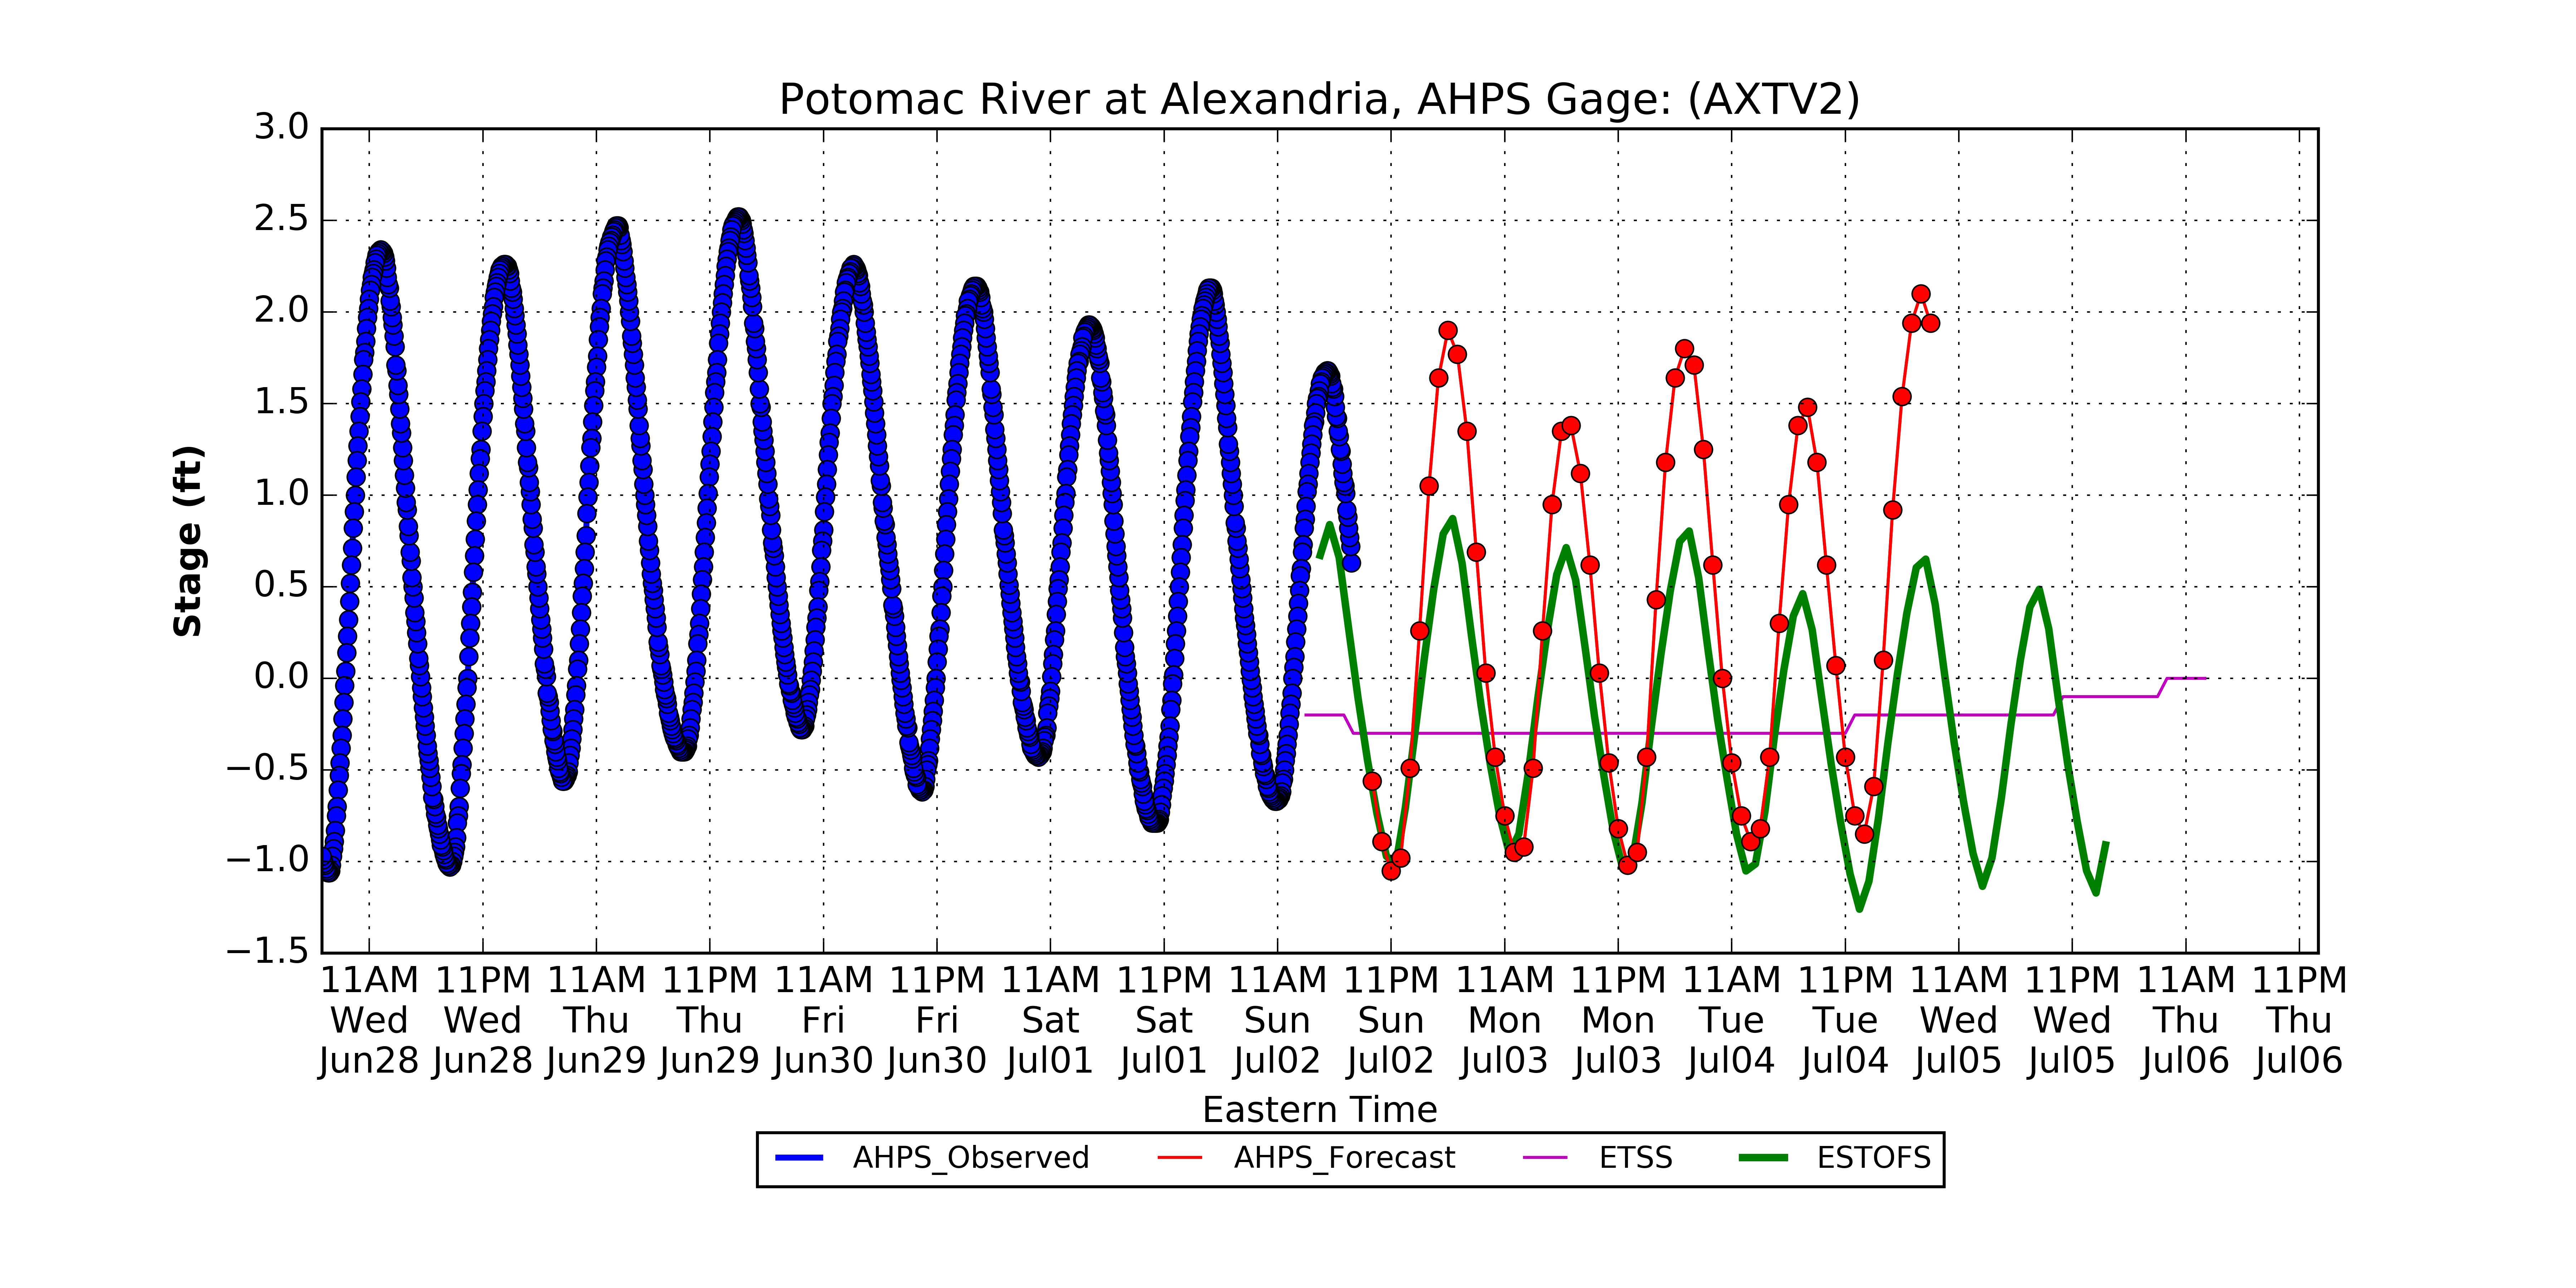 Potomac River at Alexandria, AHPS Gage: (AXTV2)
3.0
2.5
2.0
1.5
1.0
0.5
0.0
−0.5
−1.0
−1.5
Stage (ft)
11AM 11PM 11AM 11PM 11AM 11PM 11AM 11PM 11AM 11PM 11AM 11PM 11AM 11PM 11AM 11PM 11AM 11PM
Wed Wed Thu Thu Fri Fri Sat Sat Sun Sun Mon Mon Tue Tue Wed Wed Thu Thu
Jun28 Jun28 Jun29 Jun29 Jun30 Jun30 Jul01 Jul01 Jul02 Jul02 Jul03 Jul03 Jul04 Jul04 Jul05 Jul05 Jul06 Jul06
Eastern Time
AHPS_Observed AHPS_Forecast ETSS ESTOFS